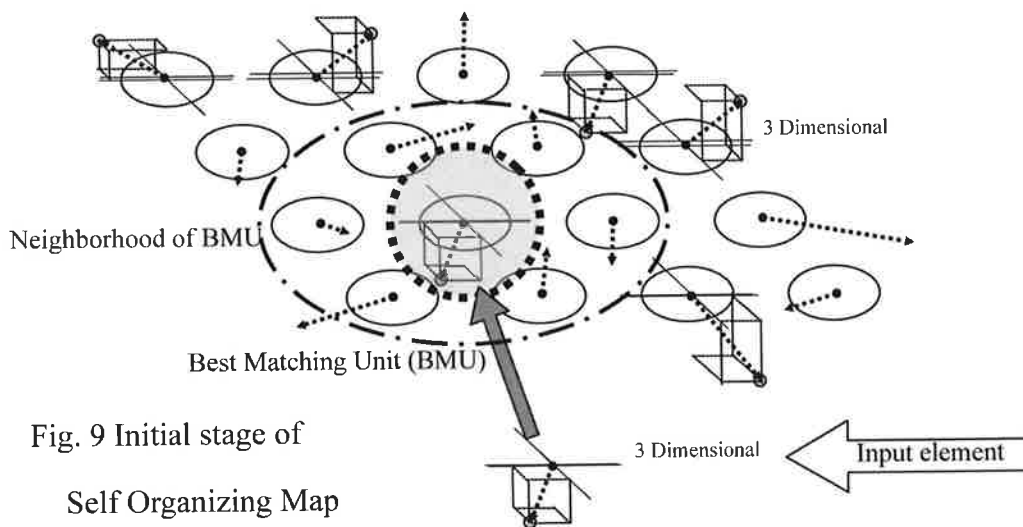 3 Dimensional
Neighborhood of BMU
Best Matching Unit (BMU)
Fig. 9 Initial stage of
Self Organizing Map
3 Dimensional
Input element